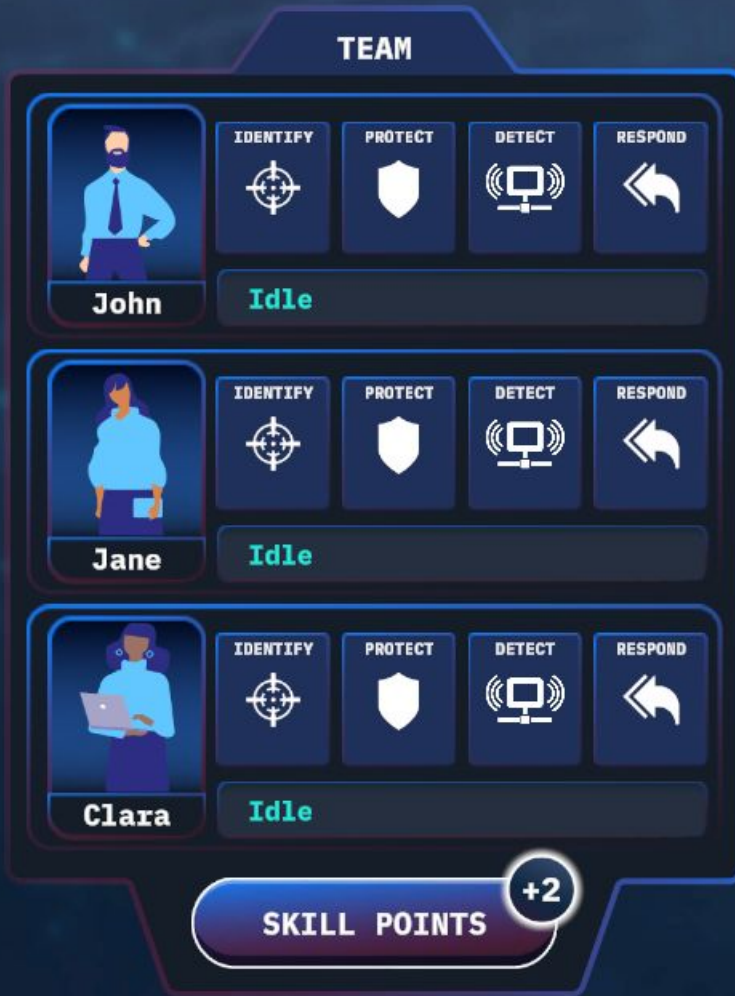 TEAM
IDENTIFY PROTECT DETECT RESPOND
John
Idle
IDENTIFY PROTECT DETECT RESPOND
Jane
Idle
IDENTIFY PROTECT DETECT RESPOND
Clara
Idle
SKILL POINTS
+2